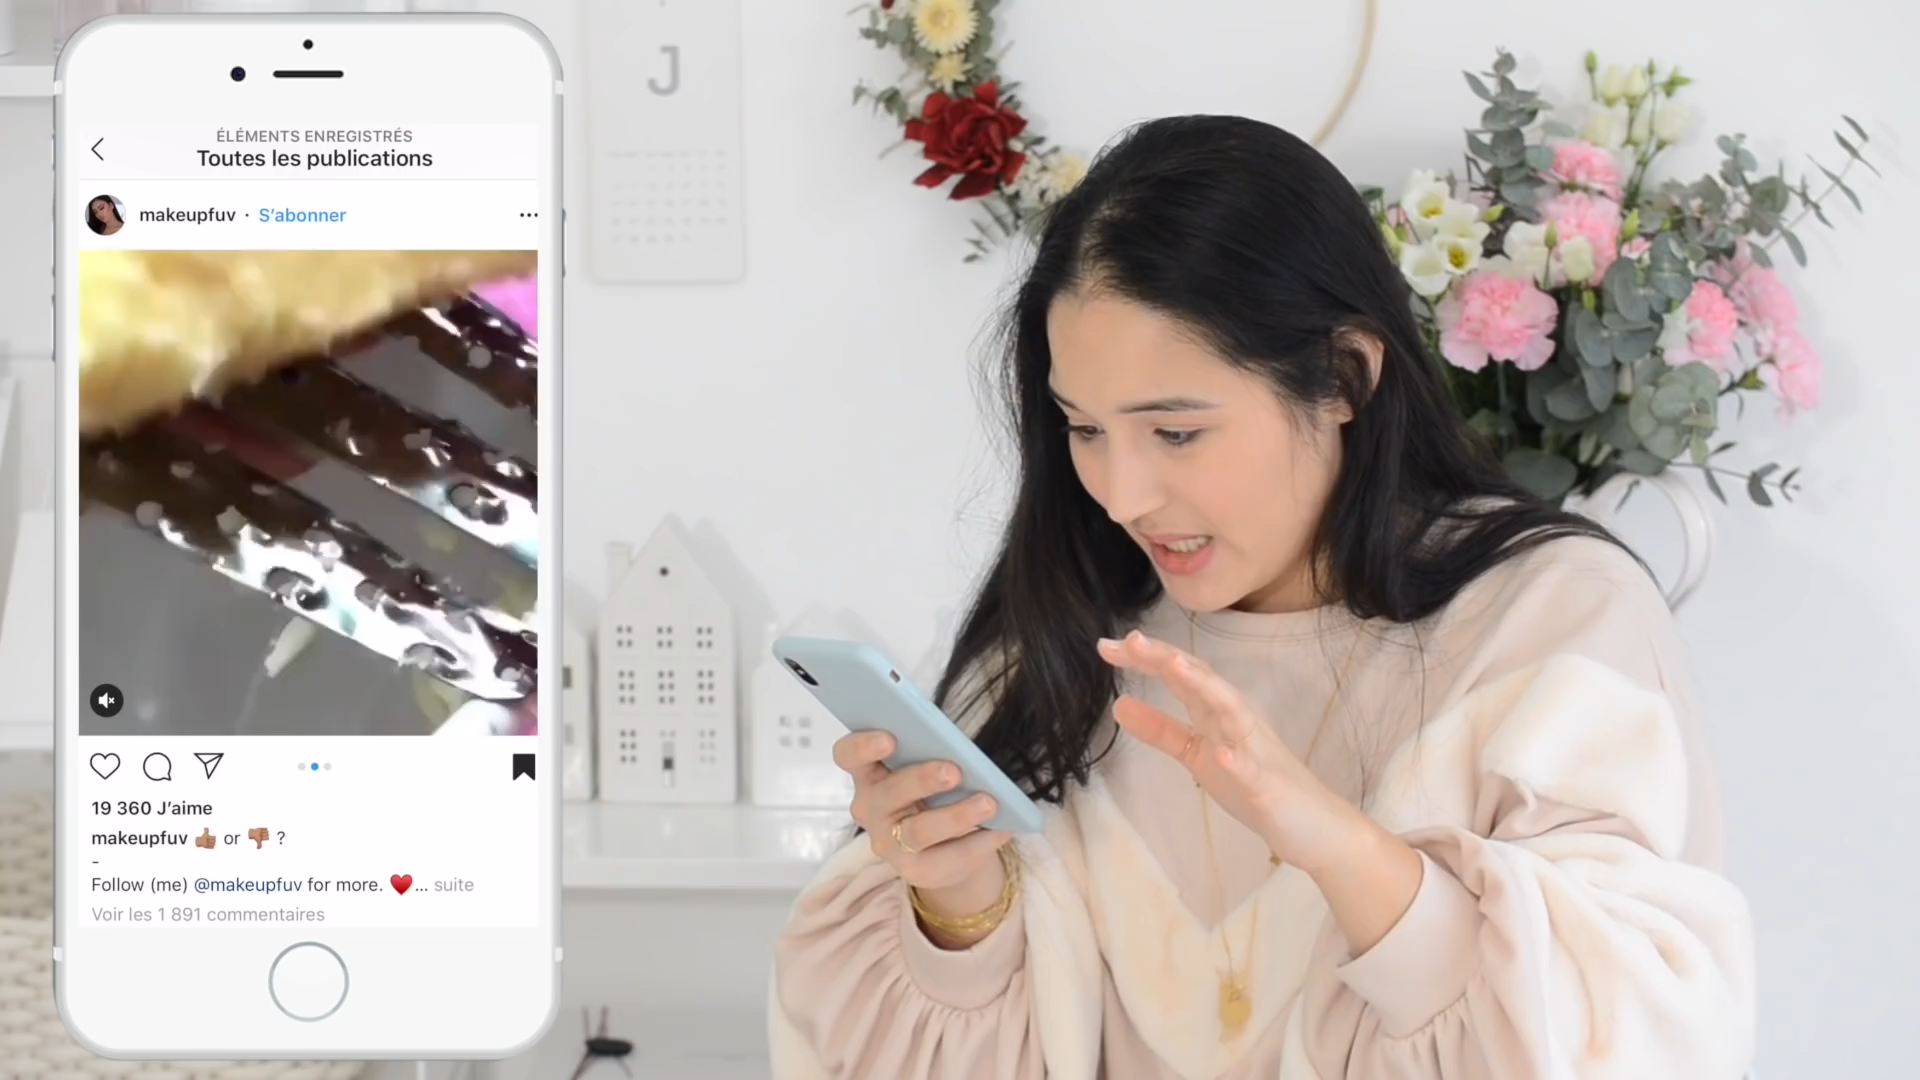 J
ÉLÉMENTS ENREGISTRÉS
Toutes les publications
makeupfuv · S'abonner
19 360 J'aime
makeupfuv 👍🏽 or 👎🏽 ?
-
Follow (me) @makeupfuv for more. ❤️... suite
Voir les 1 891 commentaires